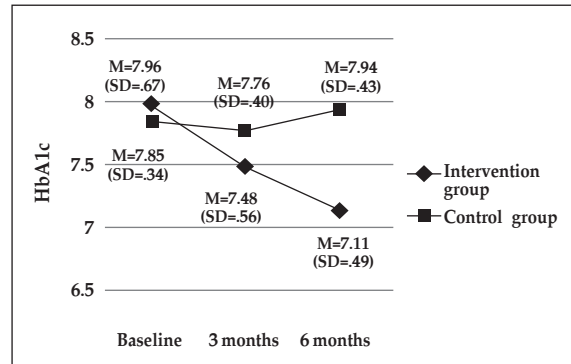 8.5
M=7.96
(SD=.67)
M=7.76
(SD=.40)
M=7.94
(SD=.43)
8
HbA1c
7.5
M=7.85
(SD=.34)
M=7.48
(SD=.56)
7
M=7.11
(SD=.49)
6.5
Baseline 3 months 6 months
Intervention
group
Control group